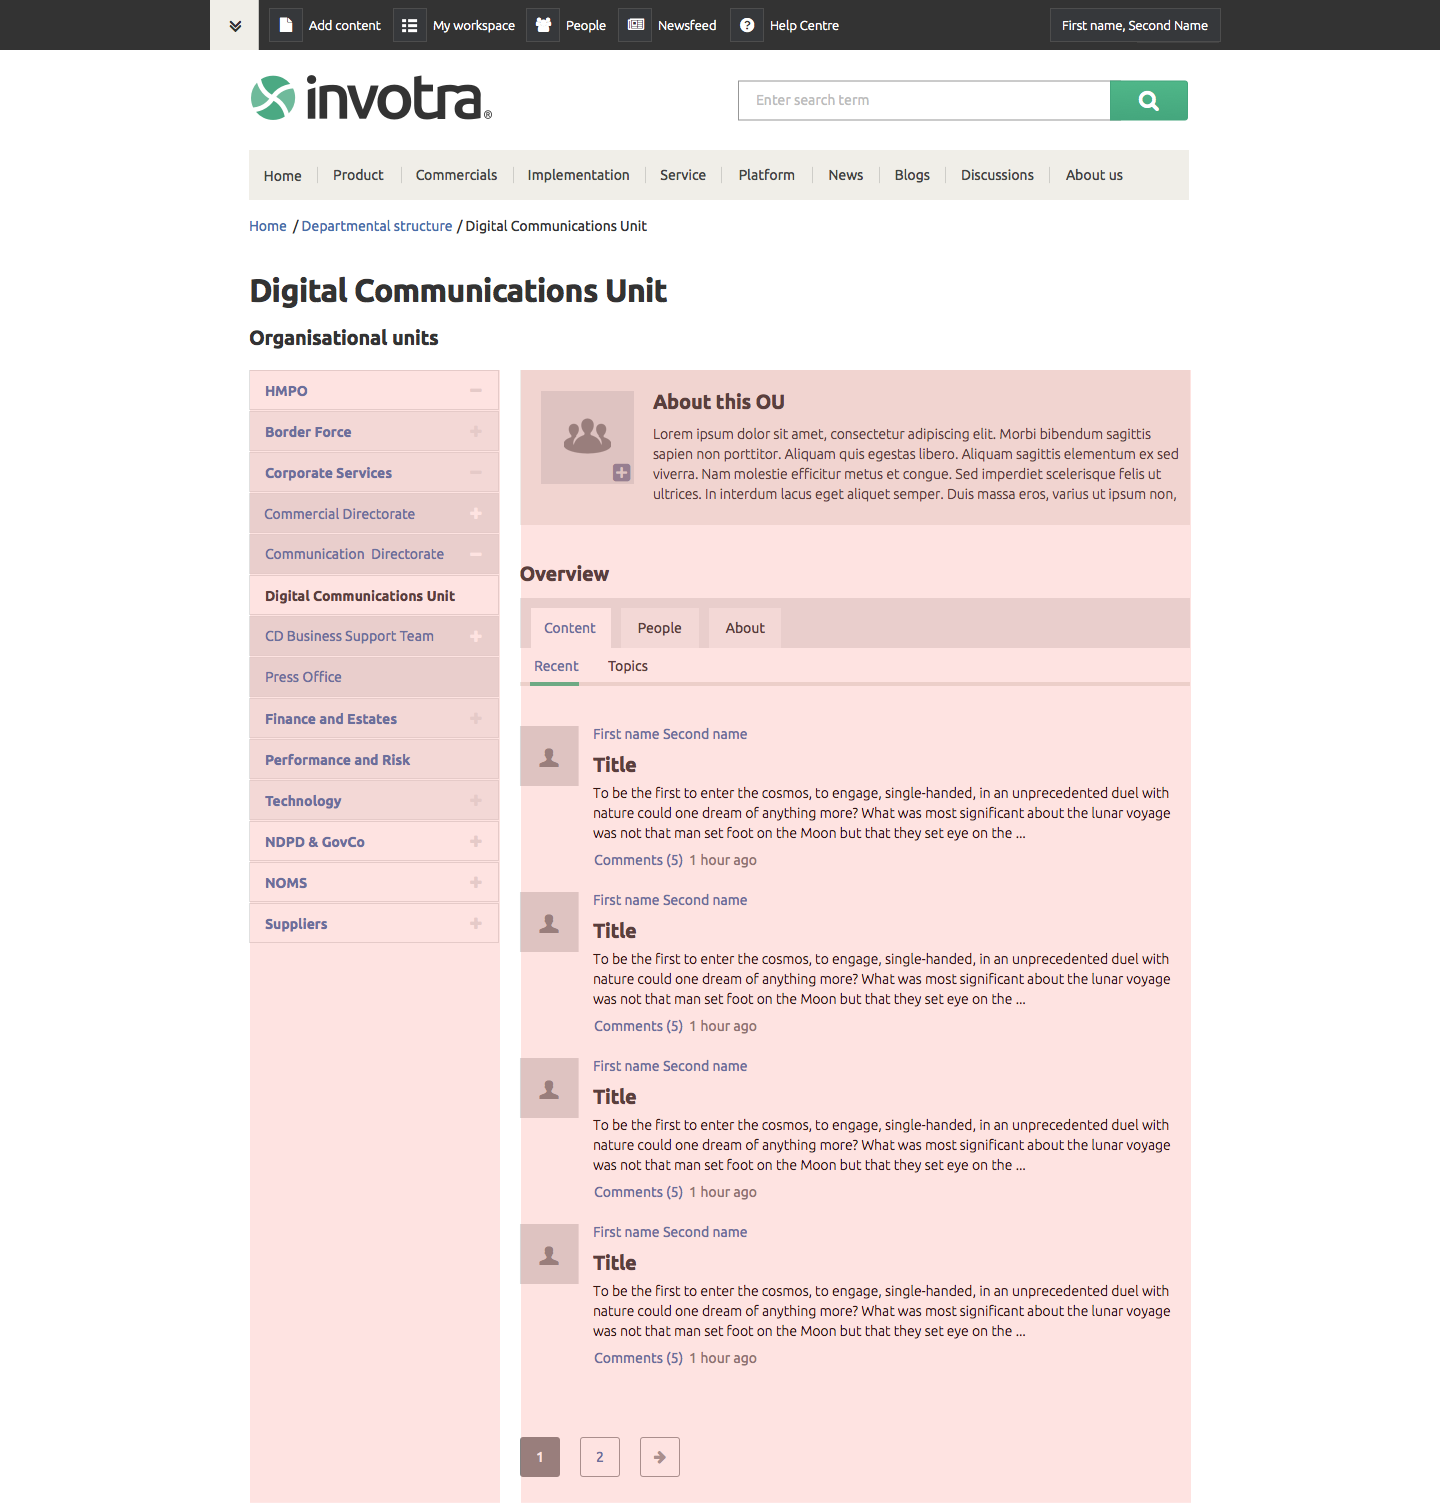 Add content My workspace People Newsfeed Help Centre First name, Second Name
invotra®
Enter search term
Home Product Commercials Implementation Service Platform News Blogs Discussions About us
Home / Departmental structure / Digital Communications Unit
Digital Communications Unit
Organisational units
HMPO
Border Force
Corporate Services
Commercial Directorate
Communication Directorate
Digital Communications Unit
CD Business Support Team
Press Office
Finance and Estates
Performance and Risk
Technology
NDPD & GovCo
NOMS
Suppliers
About this OU
Lorem ipsum dolor sit amet, consectetur adipiscing elit. Morbi bibendum sagittis
sapien non porttitor. Aliquam quis egestas libero. Aliquam sagittis elementum ex sed
viverra. Nam molestie efficitur metus et congue. Sed imperdiet scelerisque felis ut
ultrices. In interdum lacus eget aliquet semper. Duis massa eros, varius ut ipsum non,
Overview
Content People About
Recent Topics
First name Second name
Title
To be the first to enter the cosmos, to engage, single-handed, in an unprecedented duel with
nature could one dream of anything more? What was most significant about the lunar voyage
was not that man set foot on the Moon but that they set eye on the ...
Comments (5) 1 hour ago
First name Second name
Title
To be the first to enter the cosmos, to engage, single-handed, in an unprecedented duel with
nature could one dream of anything more? What was most significant about the lunar voyage
was not that man set foot on the Moon but that they set eye on the ...
Comments (5) 1 hour ago
First name Second name
Title
To be the first to enter the cosmos, to engage, single-handed, in an unprecedented duel with
nature could one dream of anything more? What was most significant about the lunar voyage
was not that man set foot on the Moon but that they set eye on the ...
Comments (5) 1 hour ago
First name Second name
Title
To be the first to enter the cosmos, to engage, single-handed, in an unprecedented duel with
nature could one dream of anything more? What was most significant about the lunar voyage
was not that man set foot on the Moon but that they set eye on the ...
Comments (5) 1 hour ago
1 2